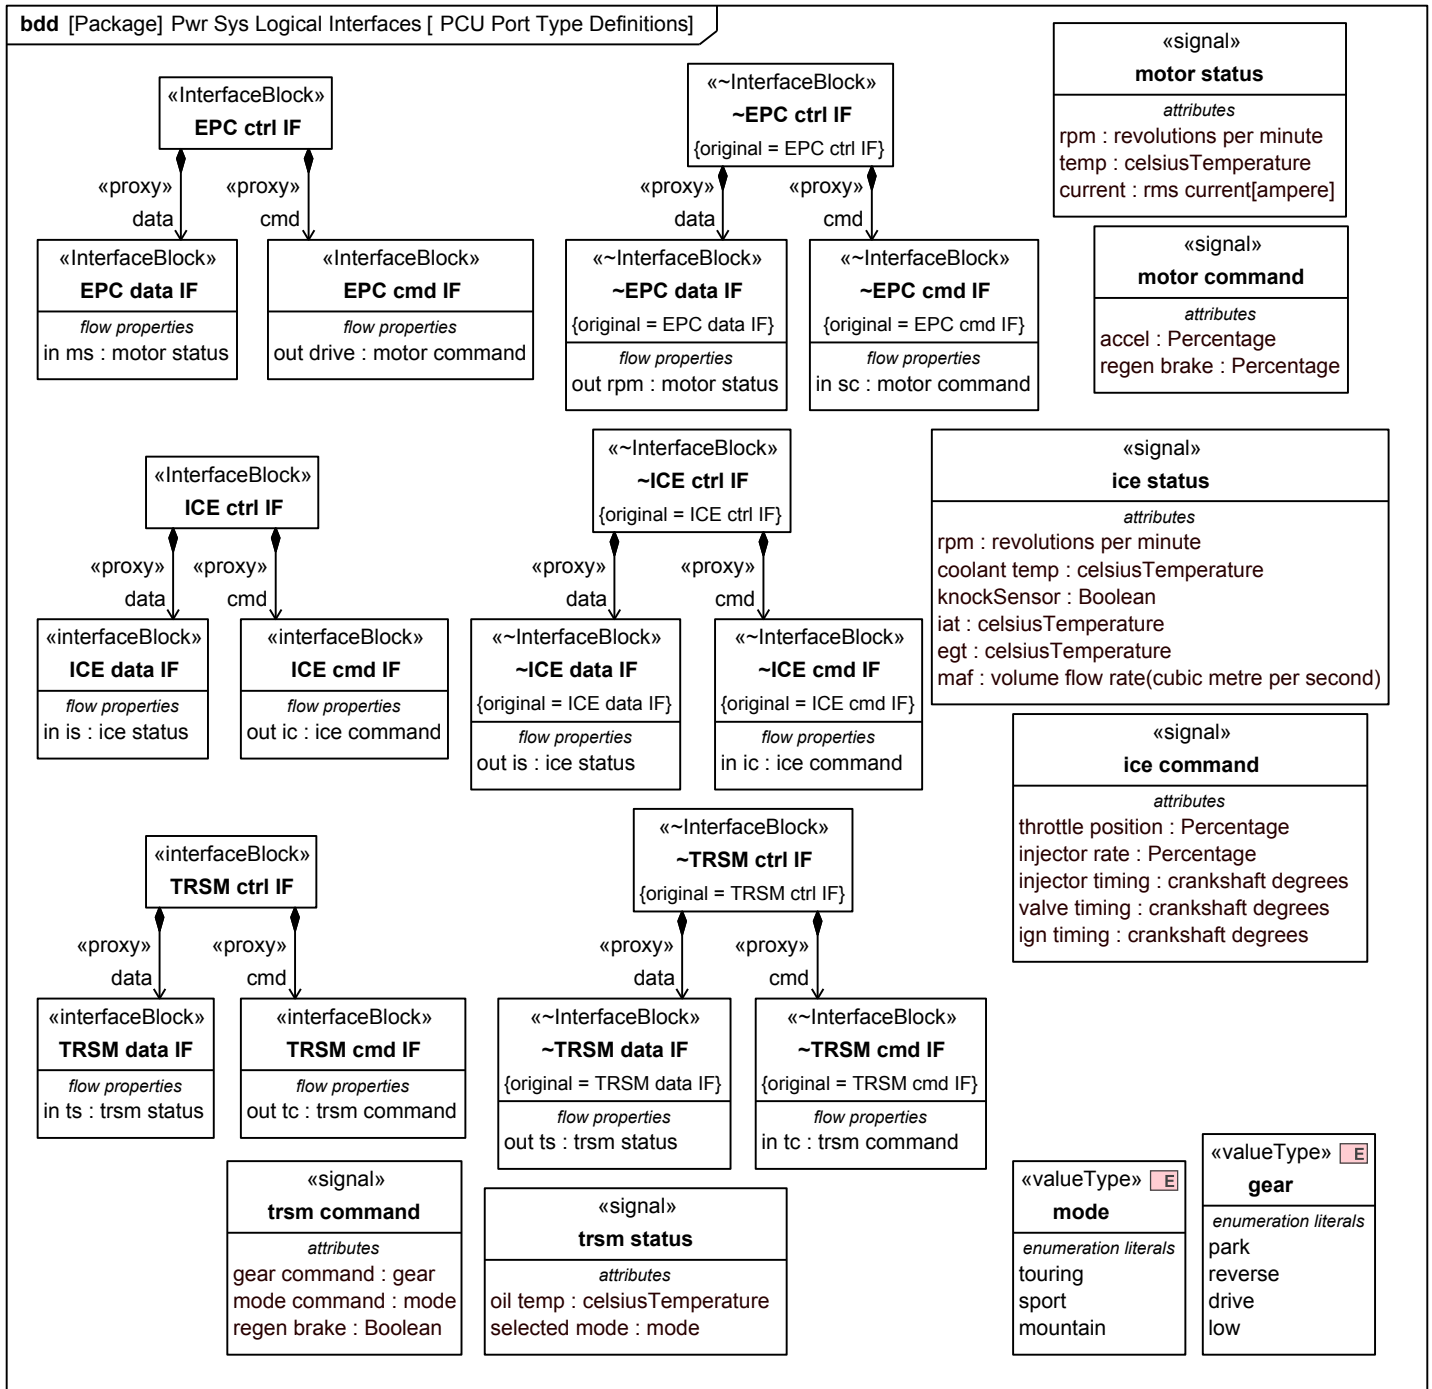 bdd [Package] Pwr Sys Logical Interfaces [ PCU Port Type Definitions]
«InterfaceBlock»
EPC ctrl IF
«proxy»
data
«proxy»
cmd
«InterfaceBlock»
EPC data IF
flow properties
in ms : motor status
«InterfaceBlock»
EPC cmd IF
flow properties
out drive : motor command
«~InterfaceBlock»
~EPC ctrl IF
{original = EPC ctrl IF}
«proxy»
data
«proxy»
cmd
«~InterfaceBlock»
~EPC data IF
{original = EPC data IF}
flow properties
out rpm : motor status
«~InterfaceBlock»
~EPC cmd IF
{original = EPC cmd IF}
flow properties
in sc : motor command
«signal»
motor status
attributes
rpm : revolutions per minute
temp : celsiusTemperature
current : rms current[ampere]
«signal»
motor command
attributes
accel : Percentage
regen brake : Percentage
«InterfaceBlock»
ICE ctrl IF
«proxy»
data
«proxy»
cmd
«interfaceBlock»
ICE data IF
flow properties
in is : ice status
«interfaceBlock»
ICE cmd IF
flow properties
out ic : ice command
«~InterfaceBlock»
~ICE ctrl IF
{original = ICE ctrl IF}
«proxy»
data
«proxy»
cmd
«~InterfaceBlock»
~ICE data IF
{original = ICE data IF}
flow properties
out is : ice status
«~InterfaceBlock»
~ICE cmd IF
{original = ICE cmd IF}
flow properties
in ic : ice command
«signal»
ice status
attributes
rpm : revolutions per minute
coolant temp : celsiusTemperature
knockSensor : Boolean
iat : celsiusTemperature
egt : celsiusTemperature
maf : volume flow rate(cubic metre per second)
«signal»
ice command
attributes
throttle position : Percentage
injector rate : Percentage
injector timing : crankshaft degrees
valve timing : crankshaft degrees
ign timing : crankshaft degrees
«interfaceBlock»
TRSM ctrl IF
«proxy»
data
«proxy»
cmd
«interfaceBlock»
TRSM data IF
flow properties
in ts : trsm status
«interfaceBlock»
TRSM cmd IF
flow properties
out tc : trsm command
«~InterfaceBlock»
~TRSM ctrl IF
{original = TRSM ctrl IF}
«proxy»
data
«proxy»
cmd
«~InterfaceBlock»
~TRSM data IF
{original = TRSM data IF}
flow properties
out ts : trsm status
«~InterfaceBlock»
~TRSM cmd IF
{original = TRSM cmd IF}
flow properties
in tc : trsm command
«signal»
trsm command
attributes
gear command : gear
mode command : mode
regen brake : Boolean
«signal»
trsm status
attributes
oil temp : celsiusTemperature
selected mode : mode
«valueType» E
mode
enumeration literals
touring
sport
mountain
«valueType» E
gear
enumeration literals
park
reverse
drive
low